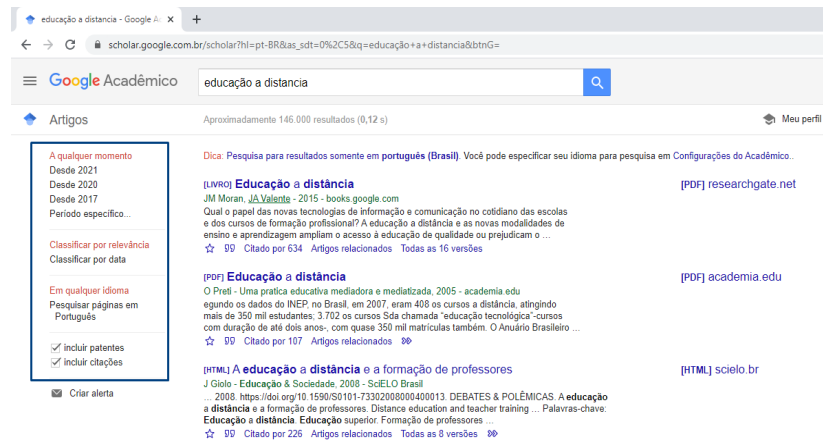 educação a distancia - Google A
scholar.google.com.br/scholar?hl=pt-BR&as_sdt=0%2C5&q=educação+a+distancia&btnG=
Google Acadêmico
educação a distancia
Artigos
Aproximadamente 146.000 resultados (0,12 s)
Meu perfil
A qualquer momento
Desde 2021
Desde 2020
Desde 2017
Período específico...
Classificar por relevância
Classificar por data
Em qualquer idioma
Pesquisar páginas em
Português
incluir patentes
incluir citações
Criar alerta
Dica: Pesquisa para resultados somente em português (Brasil). Você pode especificar seu idioma para pesquisa em Configurações do Acadêmico..
[LIVRO] Educação a distância
JM Moran, JA Valente - 2015 - books.google.com
Qual o papel das novas tecnologias de informação e comunicação no cotidiano das escolas
e dos cursos de formação profissional? A educação a distância e as novas modalidades de
ensino e aprendizagem ampliam o acesso à educação de qualidade ou prejudicam o ...
Citado por 634 Artigos relacionados Todas as 16 versões
[PDF] researchgate.net
[PDF] Educação a distância
O Preti - Uma pratica educativa mediadora e mediatizada, 2005 - academia.edu
egundo os dados do INEP, no Brasil, em 2007, eram 408 os cursos a distância, atingindo
mais de 350 mil estudantes; 3.702 os cursos Sda chamada "educação tecnológica"-cursos
com duração de até dois anos-, com quase 350 mil matrículas também. O Anuário Brasileiro ...
Citado por 107 Artigos relacionados
[PDF] academia.edu
[HTML] A educação a distância e a formação de professores
J Giolo - Educação & Sociedade, 2008 - SciELO Brasil
... 2008. https://doi.org/10.1590/S0101-73302008000400013. DEBATES & POLÊMICAS. A educação
a distância e a formação de professores. Distance education and teacher training ... Palavras-chave:
Educação a distância. Educação superior. Formação de professores ...
Citado por 226 Artigos relacionados Todas as 8 versões
[HTML] scielo.br